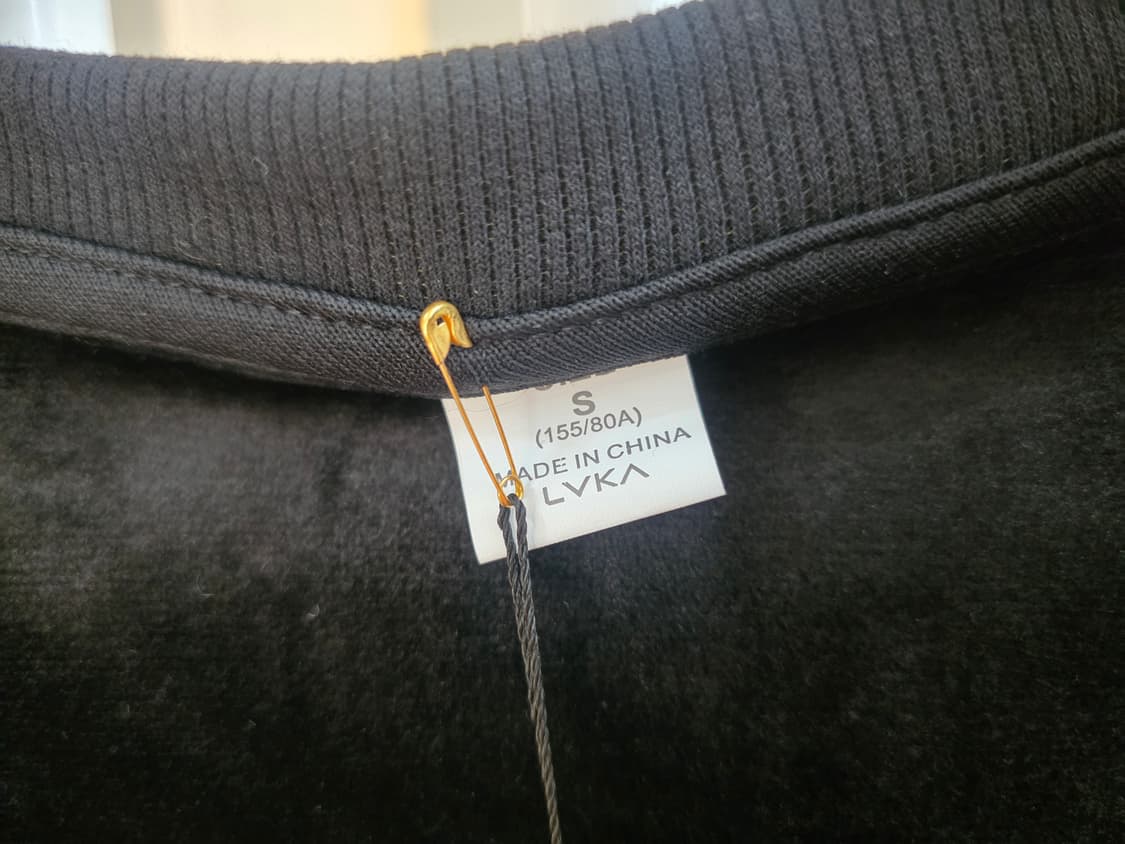 S
(155/80A)
MADE IN CHINA
LVKA